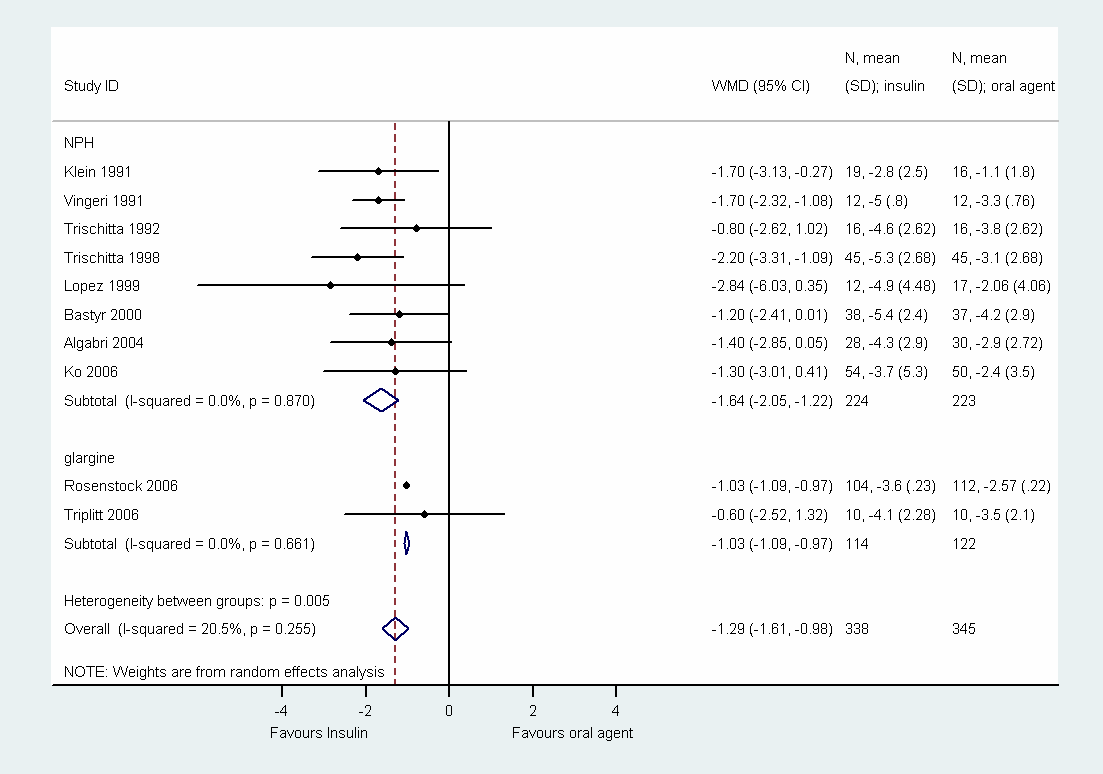 N, mean N, mean
Study ID WMD (95% CI) (SD); insulin (SD); oral agent
NPH
Klein 1991 -1.70 (-3.13, -0.27) 19, -2.8 (2.5) 16, -1.1 (1.8)
Vingeri 1991 -1.70 (-2.32, -1.08) 12, -5 (.8) 12, -3.3 (.76)
Trischitta 1992 -0.80 (-2.62, 1.02) 16, -4.6 (2.62) 16, -3.8 (2.62)
Trischitta 1998 -2.20 (-3.31, -1.09) 45, -5.3 (2.68) 45, -3.1 (2.68)
Lopez 1999 -2.84 (-6.03, 0.35) 12, -4.9 (4.48) 17, -2.06 (4.06)
Bastyr 2000 -1.20 (-2.41, 0.01) 38, -5.4 (2.4) 37, -4.2 (2.9)
Algabri 2004 -1.40 (-2.85, 0.05) 28, -4.3 (2.9) 30, -2.9 (2.72)
Ko 2006 -1.30 (-3.01, 0.41) 54, -3.7 (5.3) 50, -2.4 (3.5)
Subtotal (I-squared = 0.0%, p = 0.870) -1.64 (-2.05, -1.22) 224 223
glargine
Rosenstock 2006 -1.03 (-1.09, -0.97) 104, -3.6 (.23) 112, -2.57 (.22)
Triplitt 2006 -0.60 (-2.52, 1.32) 10, -4.1 (2.28) 10, -3.5 (2.1)
Subtotal (I-squared = 0.0%, p = 0.661) -1.03 (-1.09, -0.97) 114 122
Heterogeneity between groups: p = 0.005
Overall (I-squared = 20.5%, p = 0.255) -1.29 (-1.61, -0.98) 338 345
NOTE: Weights are from random effects analysis
-4 -2 0 2 4
Favours Insulin Favours oral agent